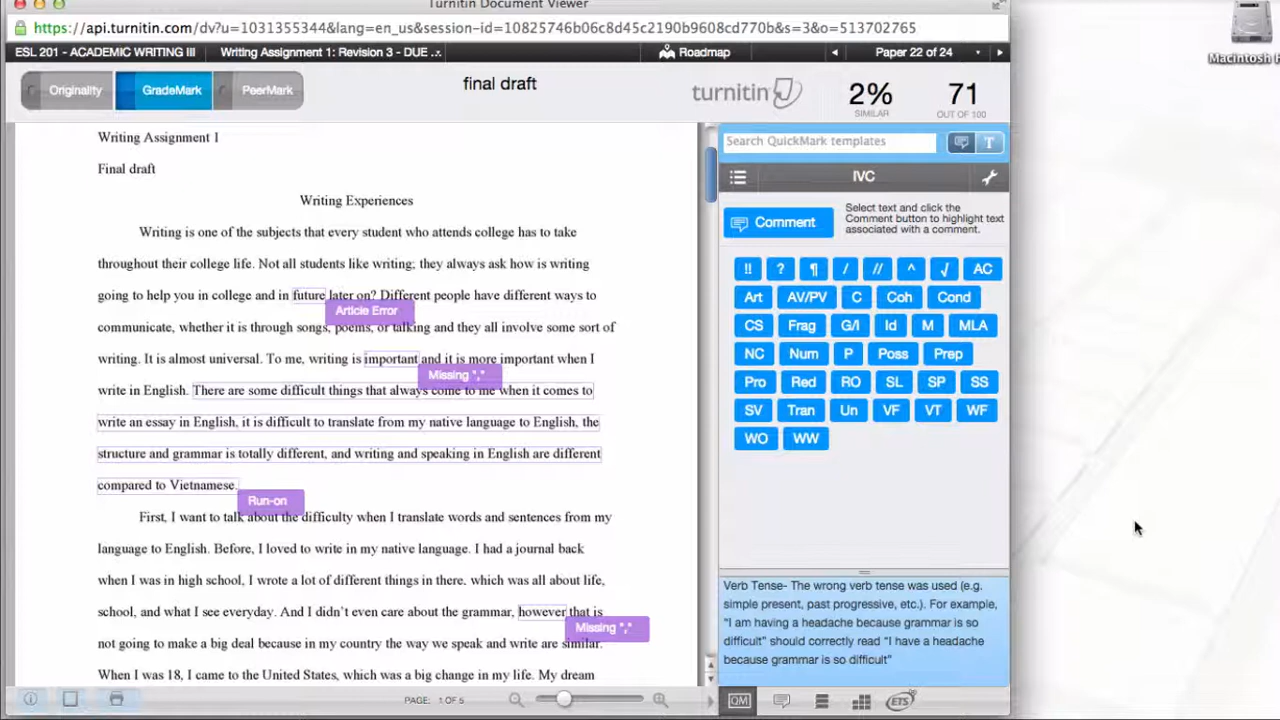 Turnitin Document Viewer
https://api.turnitin.com/dv?u=1031355344&lang=en_us&session-id=10825746b06c8d45c2190b9608cd770b&s=3&o=513702765
ESL 201 - ACADEMIC WRITING III Writing Assignment 1: Revision 3 - DUE ... Roadmap Paper 22 of 24
Originality GradeMark PeerMark final draft turnitin 2% SIMILAR 71 OUT OF 100
Writing Assignment I
Final draft
Writing Experiences
Writing is one of the subjects that every student who attends college has to take
throughout their college life. Not all students like writing; they always ask how is writing
going to help you in college and in future later on? Different people have different ways to
Article Error
communicate, whether it is through songs, poems, or talking and they all involve some sort of
writing. It is almost universal. To me, writing is important and it is more important when I
Missing ","
write in English. There are some difficult things that always come to me when it comes to
write an essay in English, it is difficult to translate from my native language to English, the
structure and grammar is totally different, and writing and speaking in English are different
compared to Vietnamese.
Run-on
First, I want to talk about the difficulty when I translate words and sentences from my
language to English. Before, I loved to write in my native language. I had a journal back
when I was in high school, I wrote a lot of different things in there. which was all about life,
school, and what I see everyday. And I didn't even care about the grammar, however that is
Missing ","
not going to make a big deal because in my country the way we speak and write are similar.
When I was 18, I came to the United States, which was a big change in my life. My dream
PAGE: 1 OF 5
Search QuickMark templates T
IVC
Comment
Select text and click the
Comment button to highlight text
associated with a comment.
!! ? ¶ / // ^ √ AC
Art AV/PV C Coh Cond
CS Frag G/I Id M MLA
NC Num P Poss Prep
Pro Red RO SL SP SS
SV Tran Un VF VT WF
WO WW
Verb Tense- The wrong verb tense was used (e.g.
simple present, past progressive, etc.). For example,
"I am having a headache because grammar is so
difficult" should correctly read "I have a headache
because grammar is so difficult"
QM ETS
Macintosh H